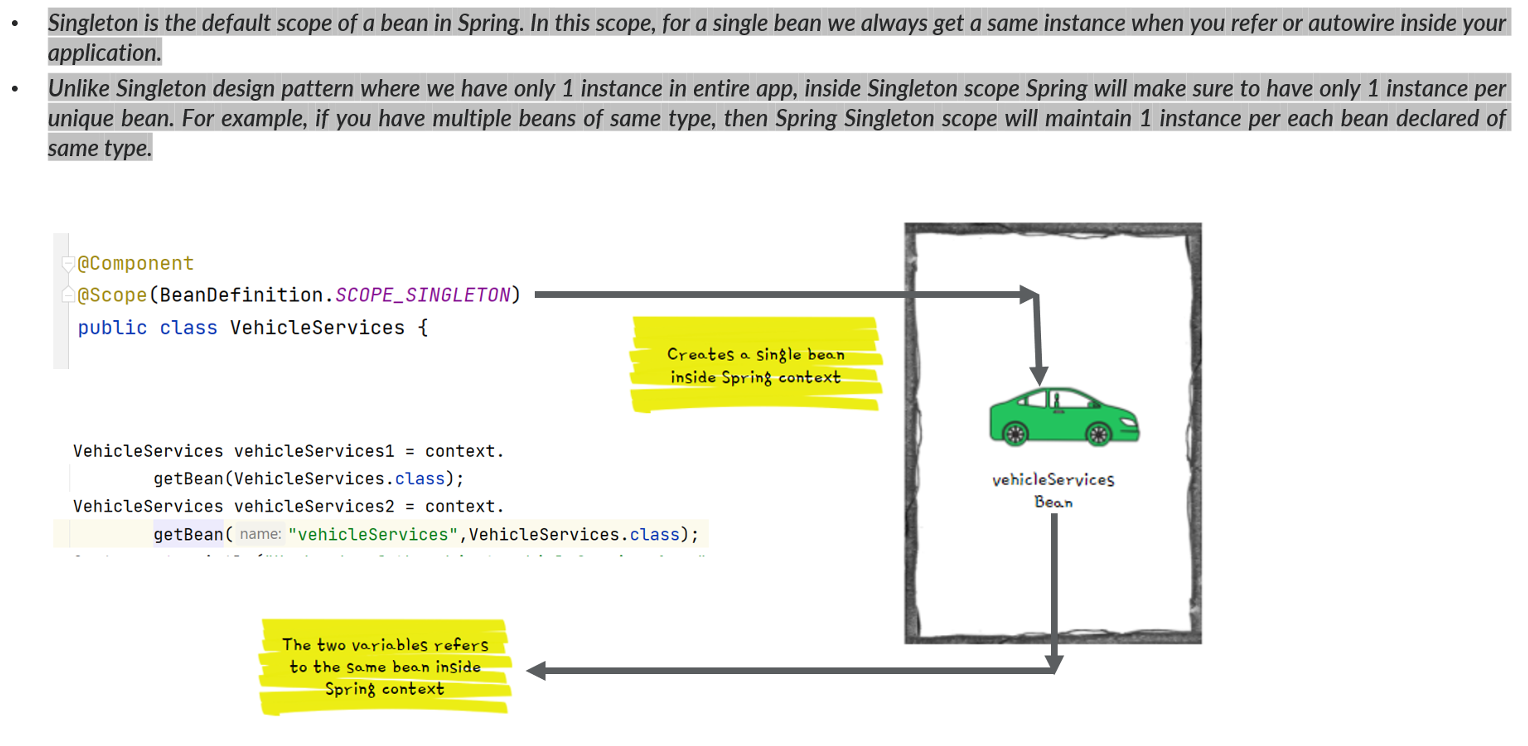 • Singleton is the default scope of a bean in Spring. In this scope, for a single bean we always get a same instance when you refer or autowire inside your
application.
• Unlike Singleton design pattern where we have only 1 instance in entire app, inside Singleton scope Spring will make sure to have only 1 instance per
unique bean. For example, if you have multiple beans of same type, then Spring Singleton scope will maintain 1 instance per each bean declared of
same type.
@Component
@Scope(BeanDefinition.SCOPE_SINGLETON)
public class VehicleServices {
Creates a single bean
inside Spring context
VehicleServices vehicleServices1 = context.
getBean(VehicleServices.class);
VehicleServices vehicleServices2 = context.
getBean( name: "vehicleServices",VehicleServices.class);
vehicleServices
Bean
The two variables refers
to the same bean inside
Spring context